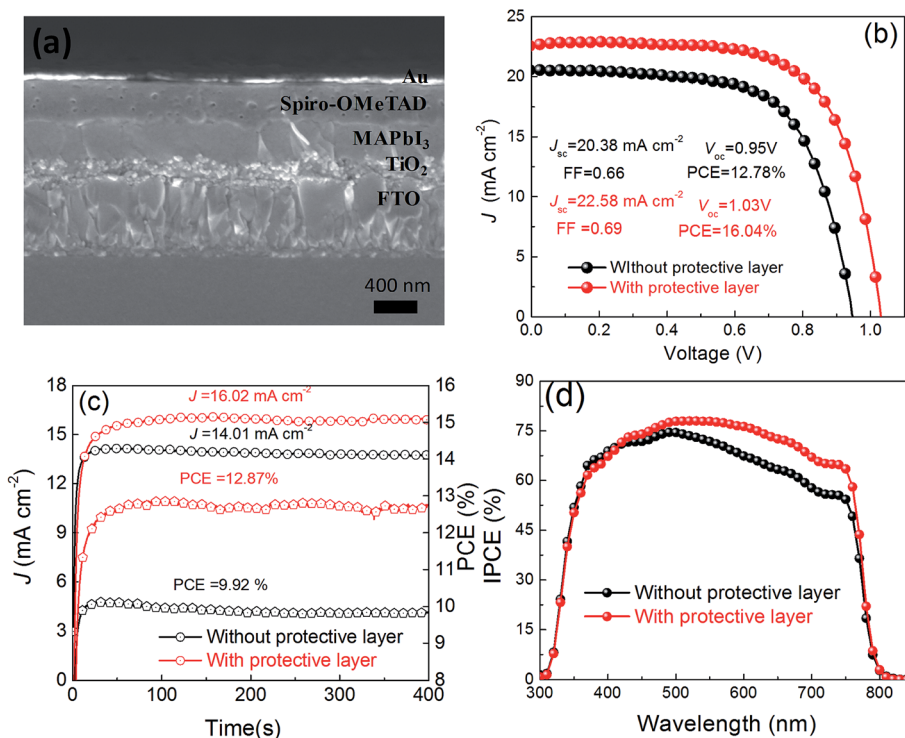 (a)
Au
Spiro-OMeTAD
MAPbI₃
TiO₂
FTO
400 nm
(b)
25
20
15
10
5
0
J (mA cm⁻²)
Jsc=20.38 mA cm⁻² Voc=0.95V
FF=0.66 PCE=12.78%
Jsc=22.58 mA cm⁻² Voc=1.03V
FF =0.69 PCE=16.04%
WIthout protective layer
With protective layer
0.0 0.2 0.4 0.6 0.8 1.0
Voltage (V)
(c)
18
15
12
9
6
3
0
J (mA cm⁻²)
J =16.02 mA cm⁻²
J =14.01 mA cm⁻²
PCE =12.87%
PCE =9.92 %
Without protective layer
With protective layer
16
15
14
13
12
11
10
9
8
PCE (%)
0 100 200 300 400
Time(s)
(d)
90
75
60
45
30
15
0
IPCE (%)
Without protective layer
With protective layer
300 400 500 600 700 800
Wavelength (nm)